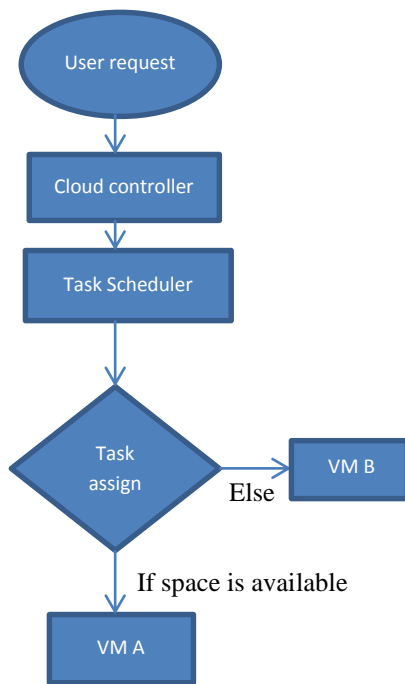 User request
Cloud controller
Task Scheduler
Task
assign
VM B
Else
If space is available
VM A